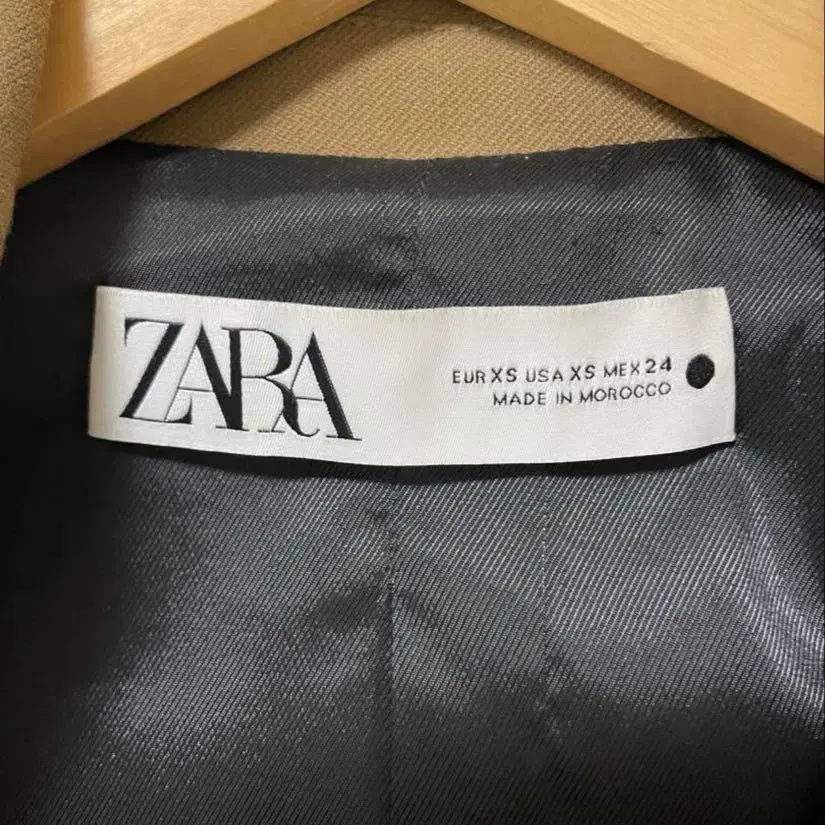 ZARA
EUR XS USA XS MEX 24
MADE IN MOROCCO